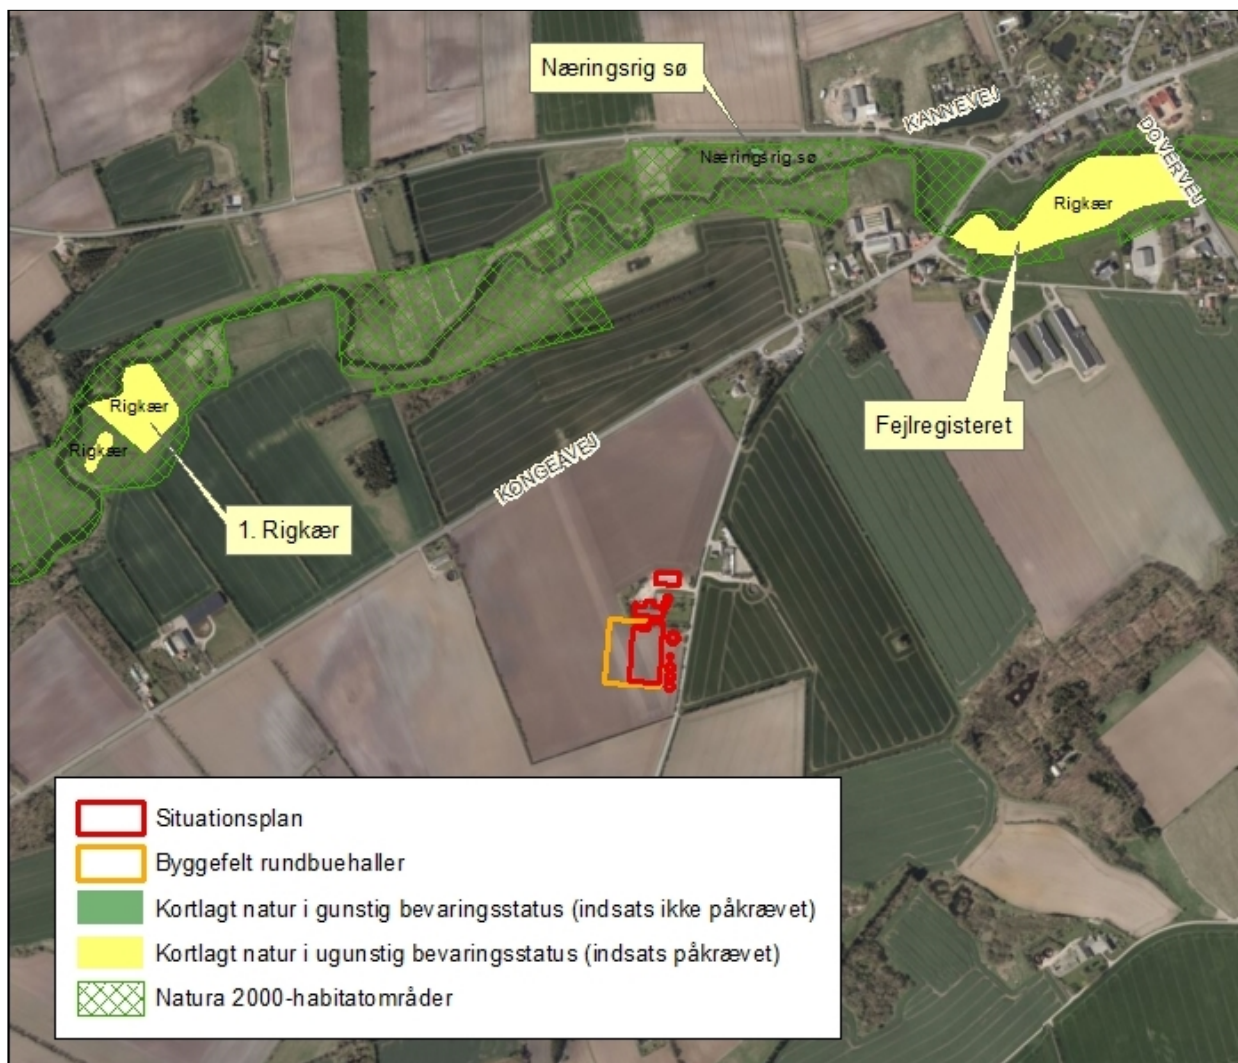 Næringsrig sø
KANNEVEJ
DOVERVEJ
Næringsrig sø
Rigkær
Fejlregisteret
Rigkær
Rigkær
KONGEAVEJ
1. Rigkær
Situationsplan
Byggefelt rundbuehaller
Kortlagt natur i gunstig bevaringsstatus (indsats ikke påkrævet)
Kortlagt natur i ugunstig bevaringsstatus (indsats påkrævet)
Natura 2000-habitatområder